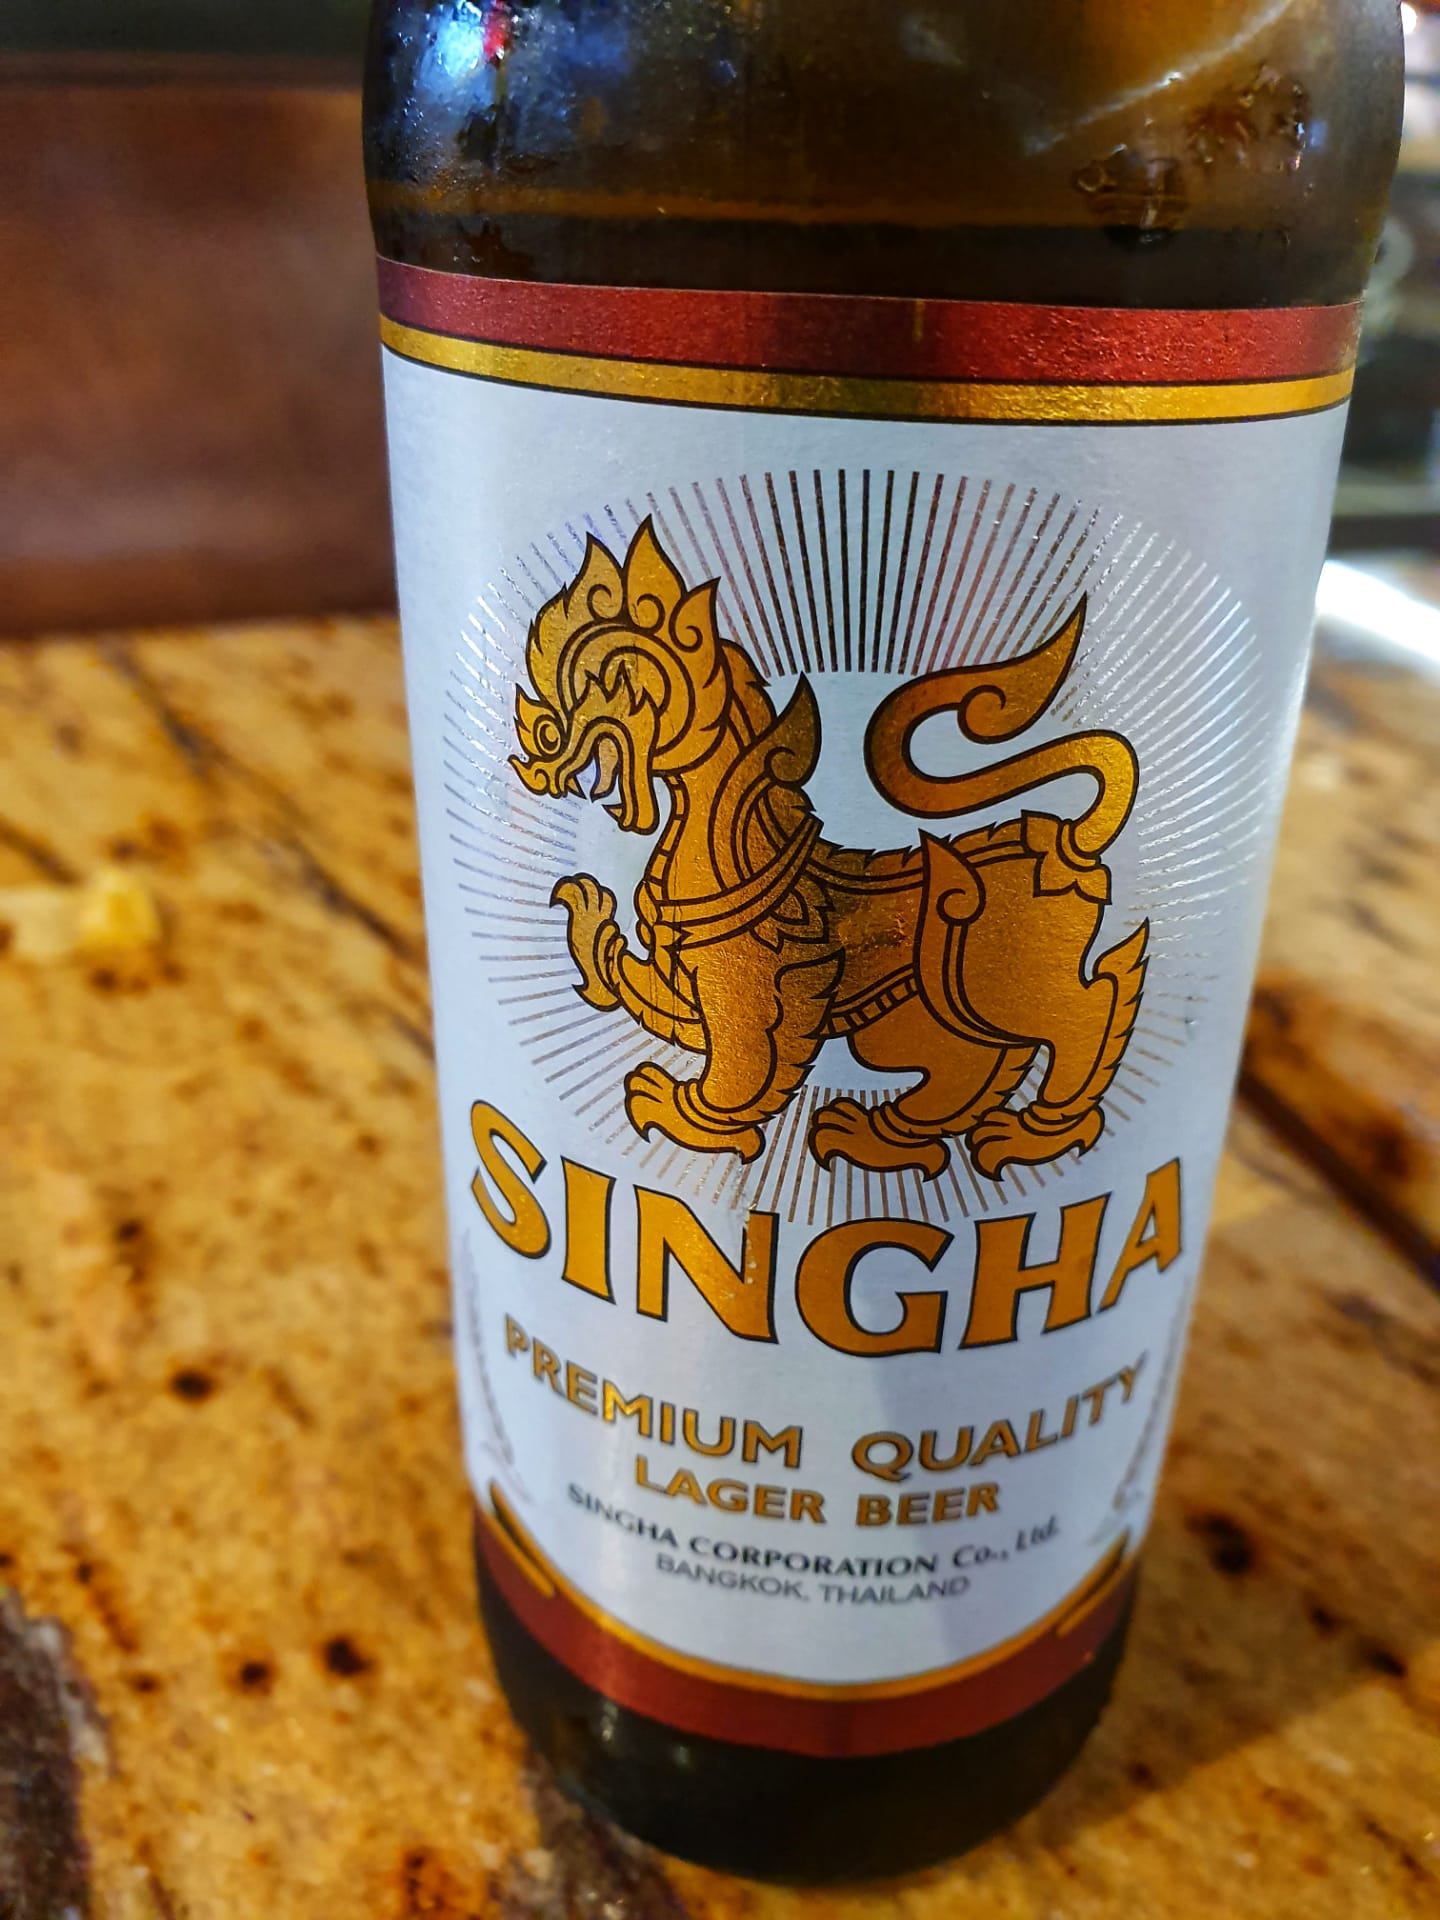 SINGHA
PREMIUM QUALITY
LAGER BEER
SINGHA CORPORATION Co., Ltd.
BANGKOK, THAILAND